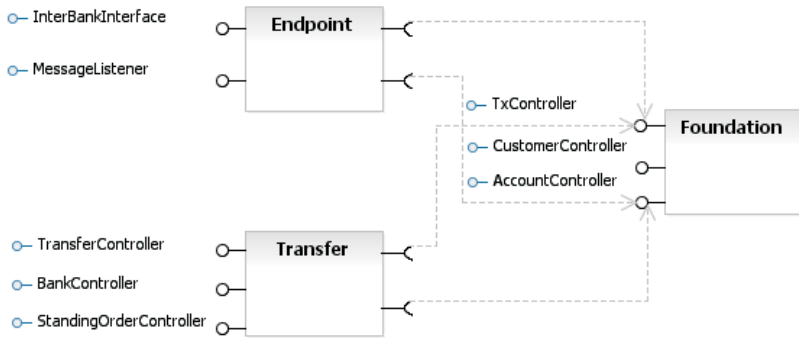 InterBankInterface
Endpoint
MessageListener
TxController
Foundation
CustomerController
AccountController
TransferController
Transfer
BankController
StandingOrderController